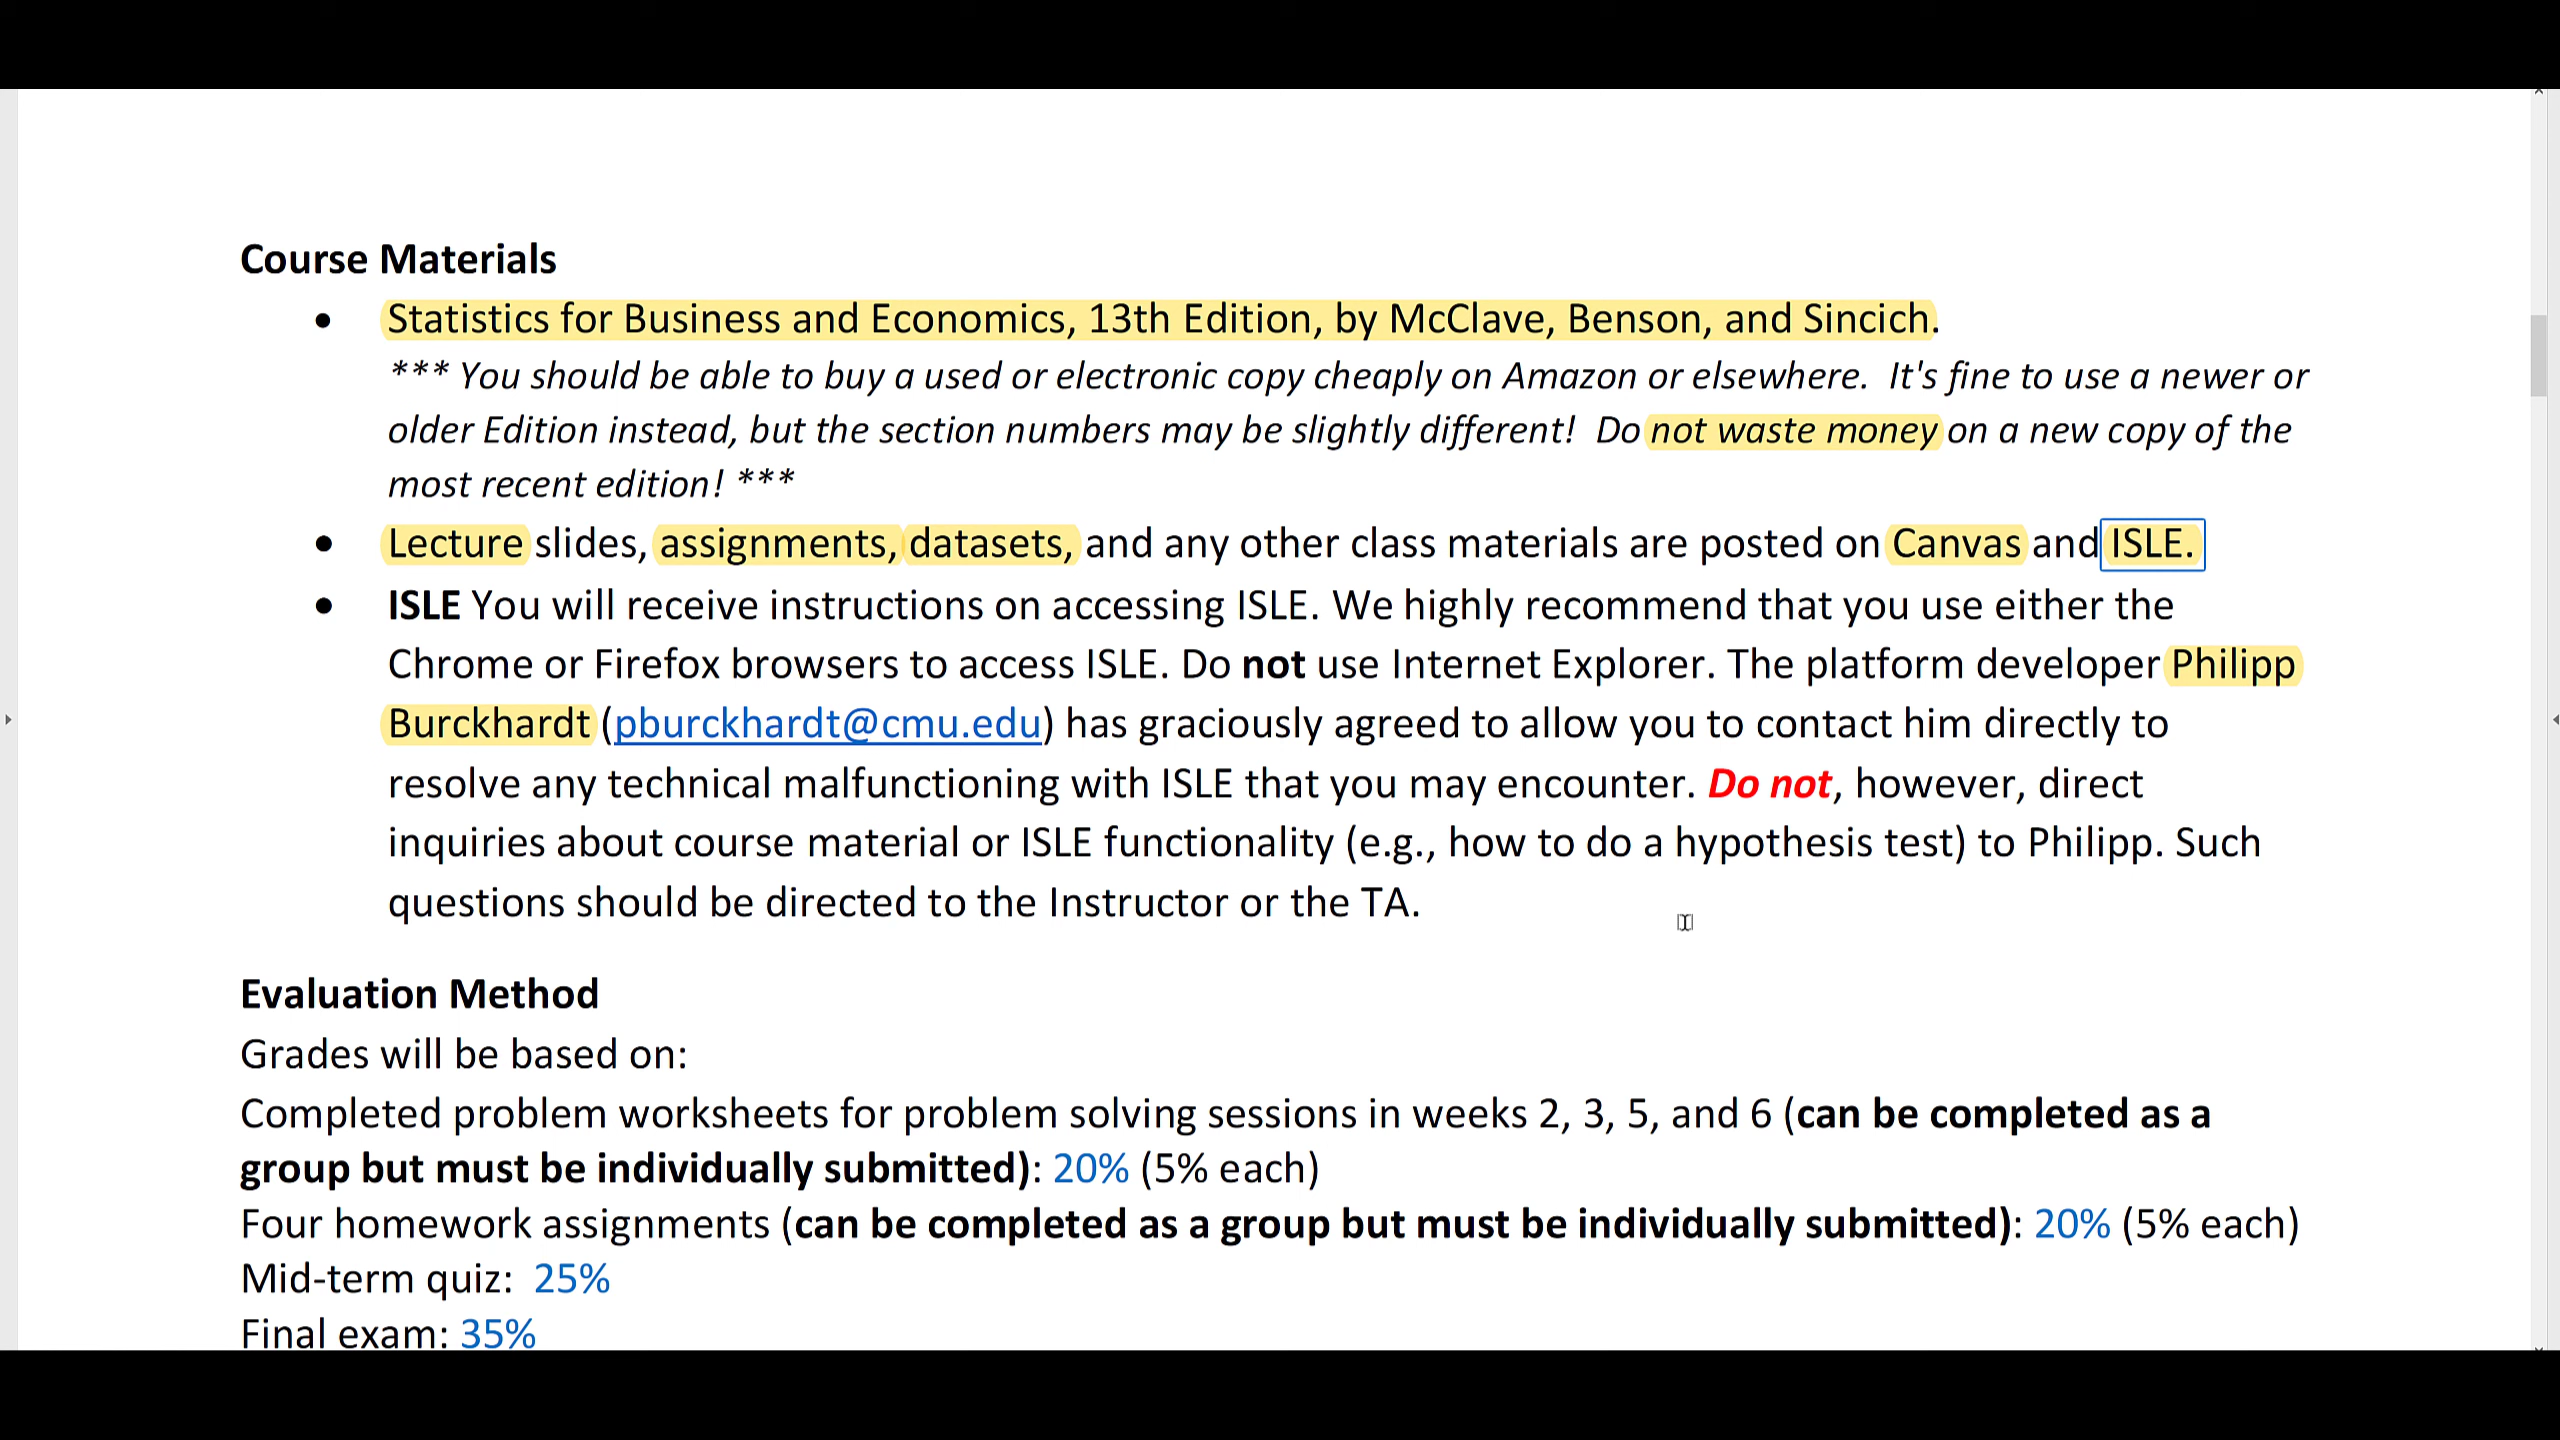 Course Materials
• Statistics for Business and Economics, 13th Edition, by McClave, Benson, and Sincich.
*** You should be able to buy a used or electronic copy cheaply on Amazon or elsewhere.  It's fine to use a newer or
older Edition instead, but the section numbers may be slightly different!  Do not waste money on a new copy of the
most recent edition! ***
• Lecture slides, assignments, datasets, and any other class materials are posted on Canvas and ISLE.
• ISLE You will receive instructions on accessing ISLE. We highly recommend that you use either the
Chrome or Firefox browsers to access ISLE. Do not use Internet Explorer. The platform developer Philipp
Burckhardt (pburckhardt@cmu.edu) has graciously agreed to allow you to contact him directly to
resolve any technical malfunctioning with ISLE that you may encounter. Do not, however, direct
inquiries about course material or ISLE functionality (e.g., how to do a hypothesis test) to Philipp. Such
questions should be directed to the Instructor or the TA.
Evaluation Method
Grades will be based on:
Completed problem worksheets for problem solving sessions in weeks 2, 3, 5, and 6 (can be completed as a
group but must be individually submitted): 20% (5% each)
Four homework assignments (can be completed as a group but must be individually submitted): 20% (5% each)
Mid-term quiz:  25%
Final exam: 35%